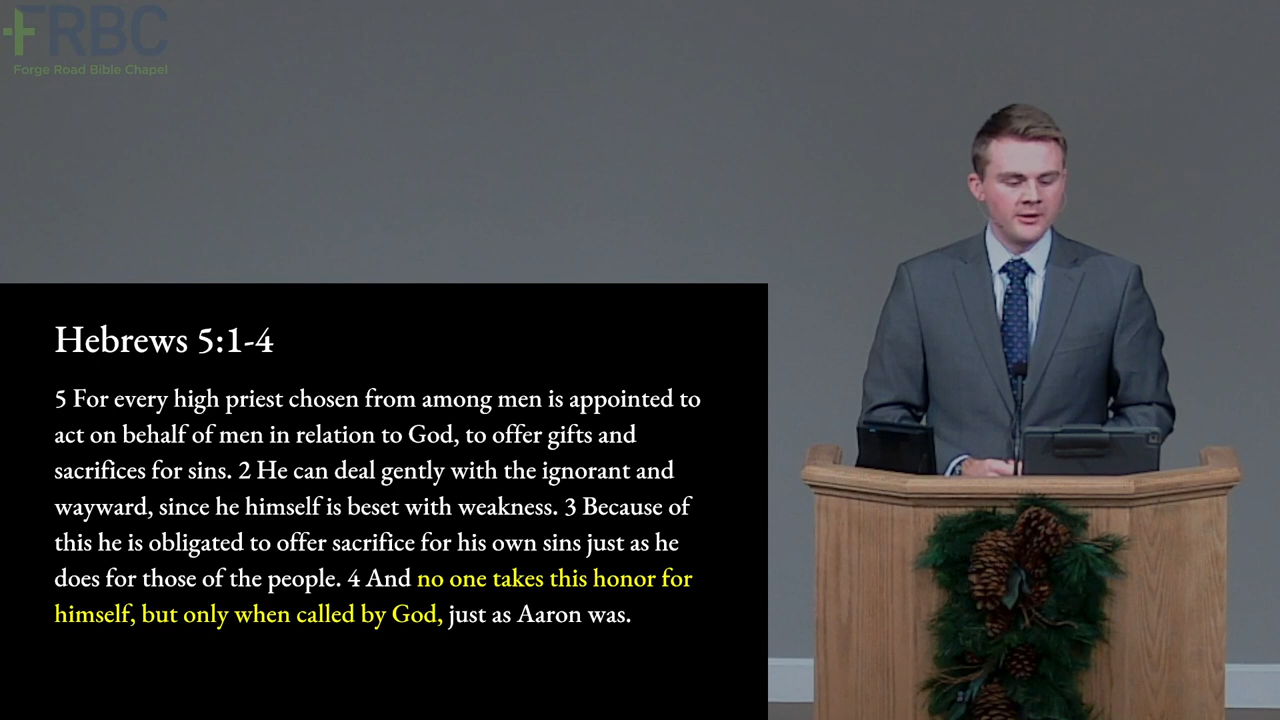 FRBC
Forge Road Bible Chapel
Hebrews 5:1-4
5 For every high priest chosen from among men is appointed to
act on behalf of men in relation to God, to offer gifts and
sacrifices for sins. 2 He can deal gently with the ignorant and
wayward, since he himself is beset with weakness. 3 Because of
this he is obligated to offer sacrifice for his own sins just as he
does for those of the people. 4 And no one takes this honor for
himself, but only when called by God, just as Aaron was.